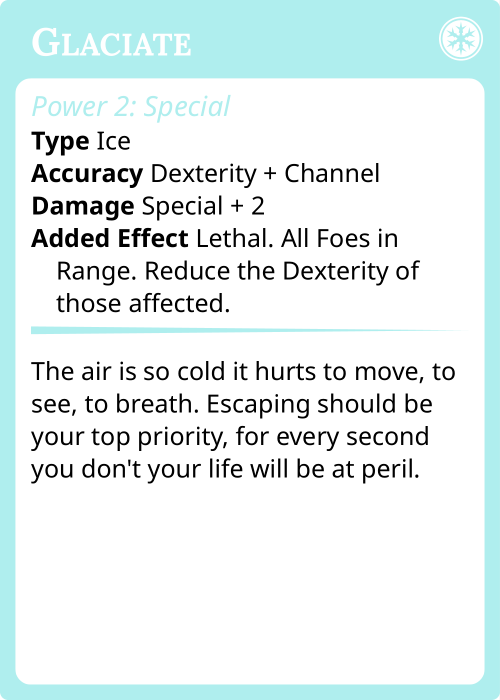 GLACIATE
Power 2: Special
Type Ice
Accuracy Dexterity + Channel
Damage Special + 2
Added Effect Lethal. All Foes in
Range. Reduce the Dexterity of
those affected.
The air is so cold it hurts to move, to
see, to breath. Escaping should be
your top priority, for every second
you don't your life will be at peril.